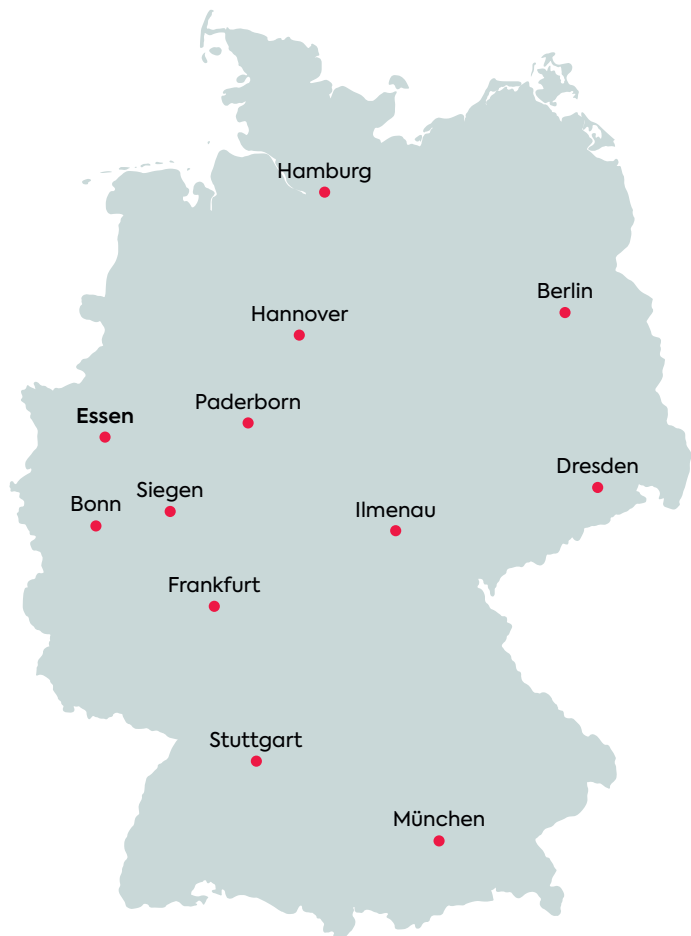 Hamburg
Berlin
Hannover
Paderborn
Essen
Dresden
Siegen
Bonn
Ilmenau
Frankfurt
Stuttgart
München